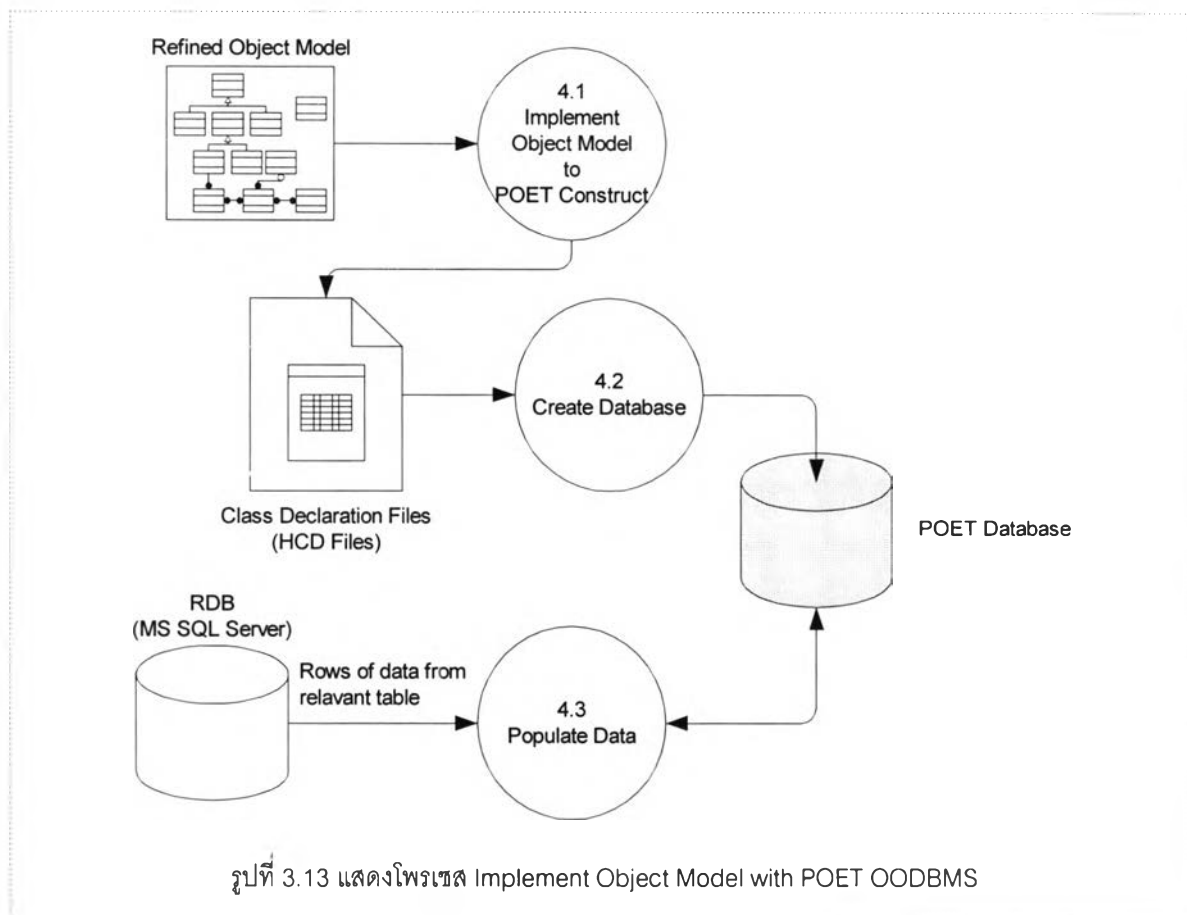 Refined Object Model
4.1
Implement
Object Model
to
POET Construct
4.2
Create Database
Class Declaration Files
(HCD Files)
POET Database
RDB
(MS SQL Server)
Rows of data from
relavant table
4.3
Populate Data
รูปที่ 3.13 แสดงโพรเซส Implement Object Model with POET OODBMS